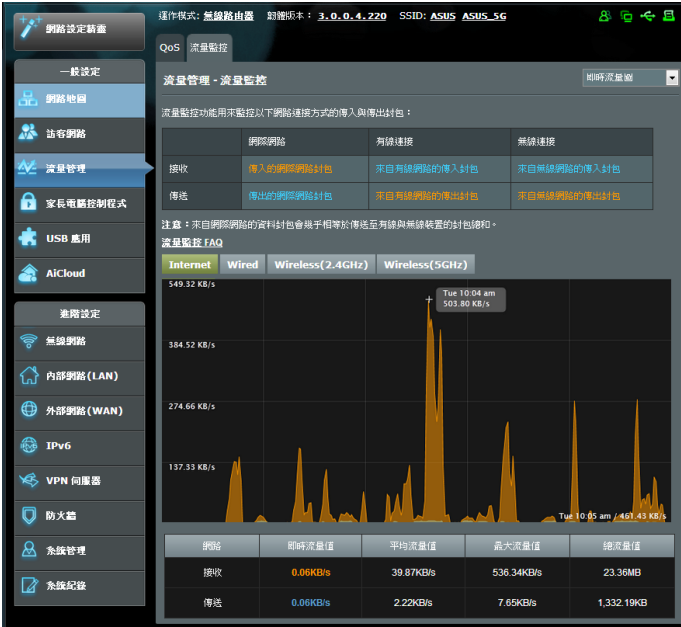 網路設定精靈
運作模式: 無線路由器 韌體版本： 3.0.0.4.220 SSID: ASUS ASUS_5G
QoS 流量監控
一般設定
網路地圖
訪客網路
流量管理
家長電腦控制程式
USB 應用
AiCloud
進階設定
無線網路
內部網路(LAN)
外部網路(WAN)
IPv6
VPN 伺服器
防火牆
系統管理
系統紀錄
流量管理 - 流量監控
即時流量圖
流量監控功能用來監控以下網路連接方式的傳入與傳出封包：
網際網路 有線連接 無線連接
接收 傳入的網際網路封包 來自有線網路的傳入封包 來自無線網路的傳入封包
傳送 傳出的網際網路封包 來自有線網路的傳出封包 來自無線網路的傳出封包
注意：來自網際網路的資料封包會幾乎相等於傳送至有線與無線裝置的封包總和。
流量監控 FAQ
Internet Wired Wireless(2.4GHz) Wireless(5GHz)
549.32 KB/s
Tue 10:04 am
503.80 KB/s
384.52 KB/s
274.66 KB/s
137.33 KB/s
Tue 10:05 am / 461.43 KB/s
網路 即時流量值 平均流量值 最大流量值 總流量值
接收 0.06KB/s 39.87KB/s 536.34KB/s 23.36MB
傳送 0.06KB/s 2.22KB/s 7.65KB/s 1,332.19KB